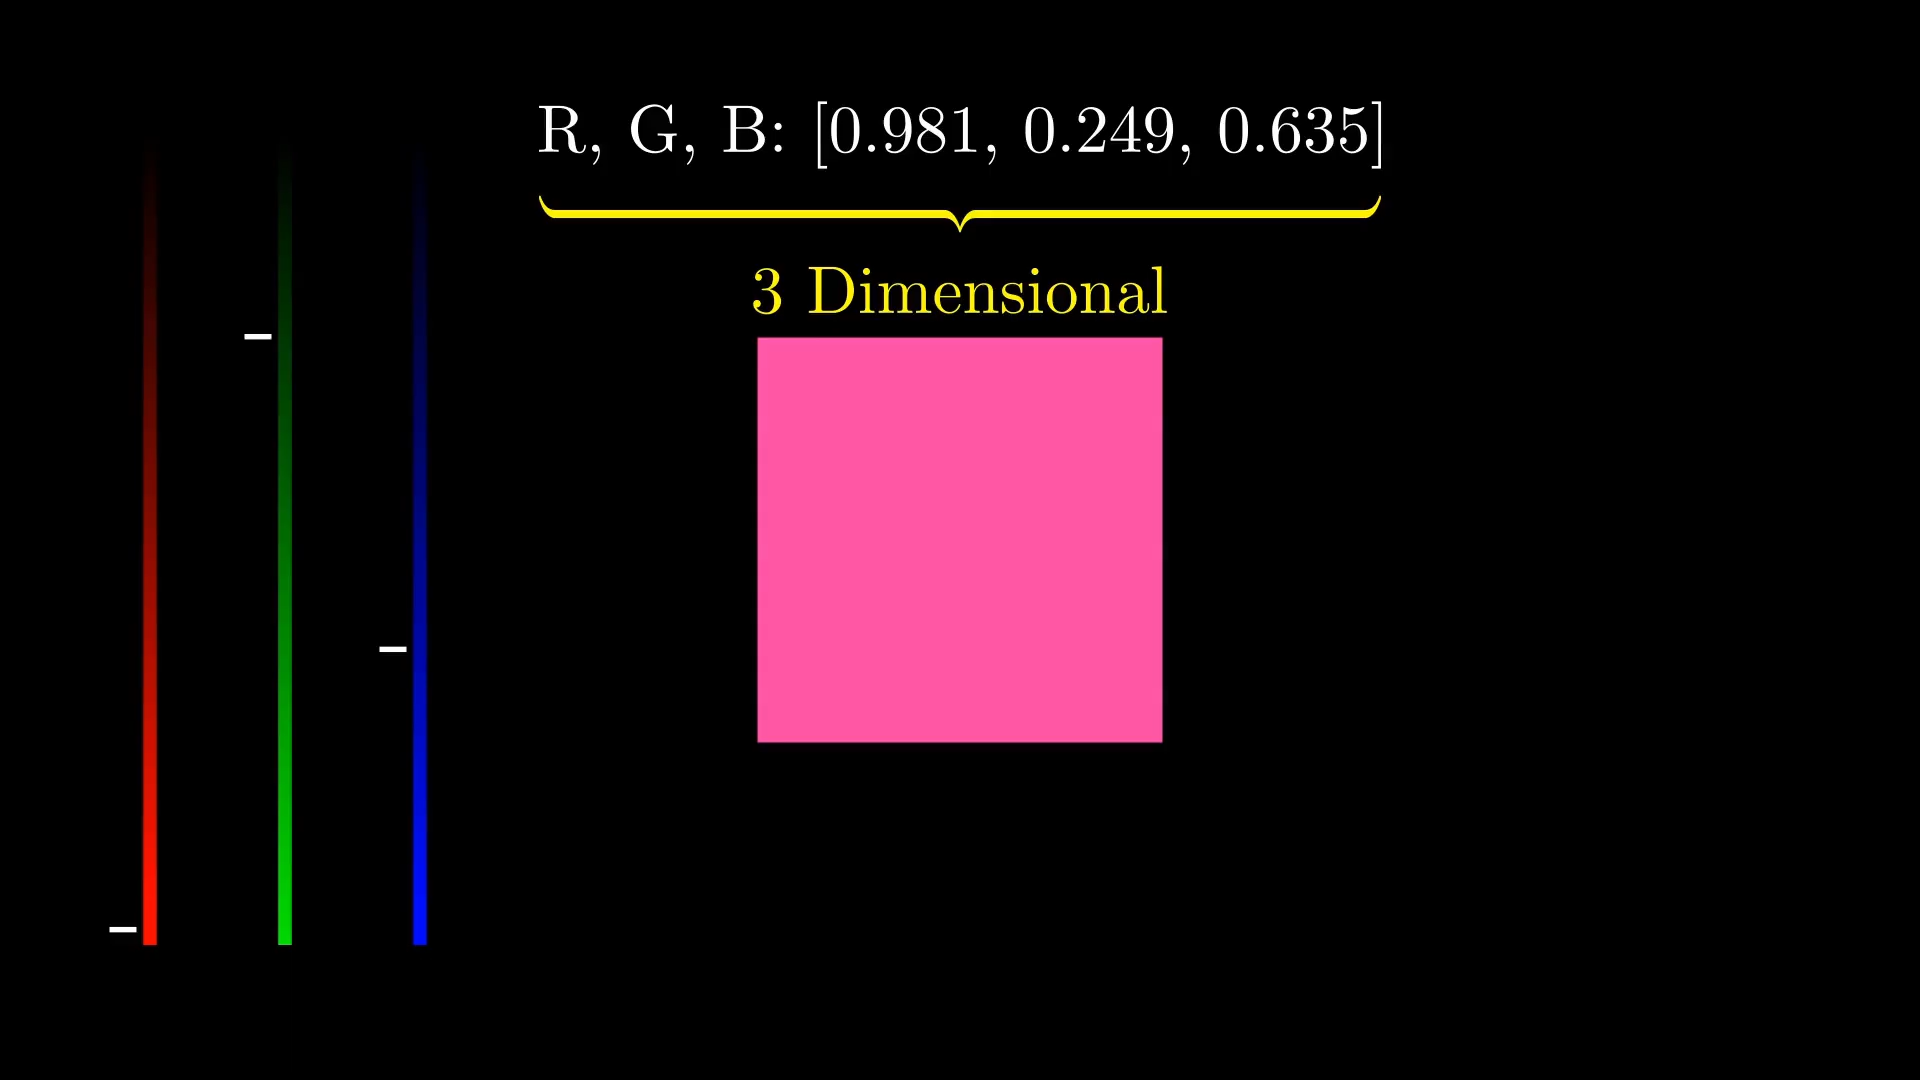 R, G, B: [0.981, 0.249, 0.635]
3 Dimensional